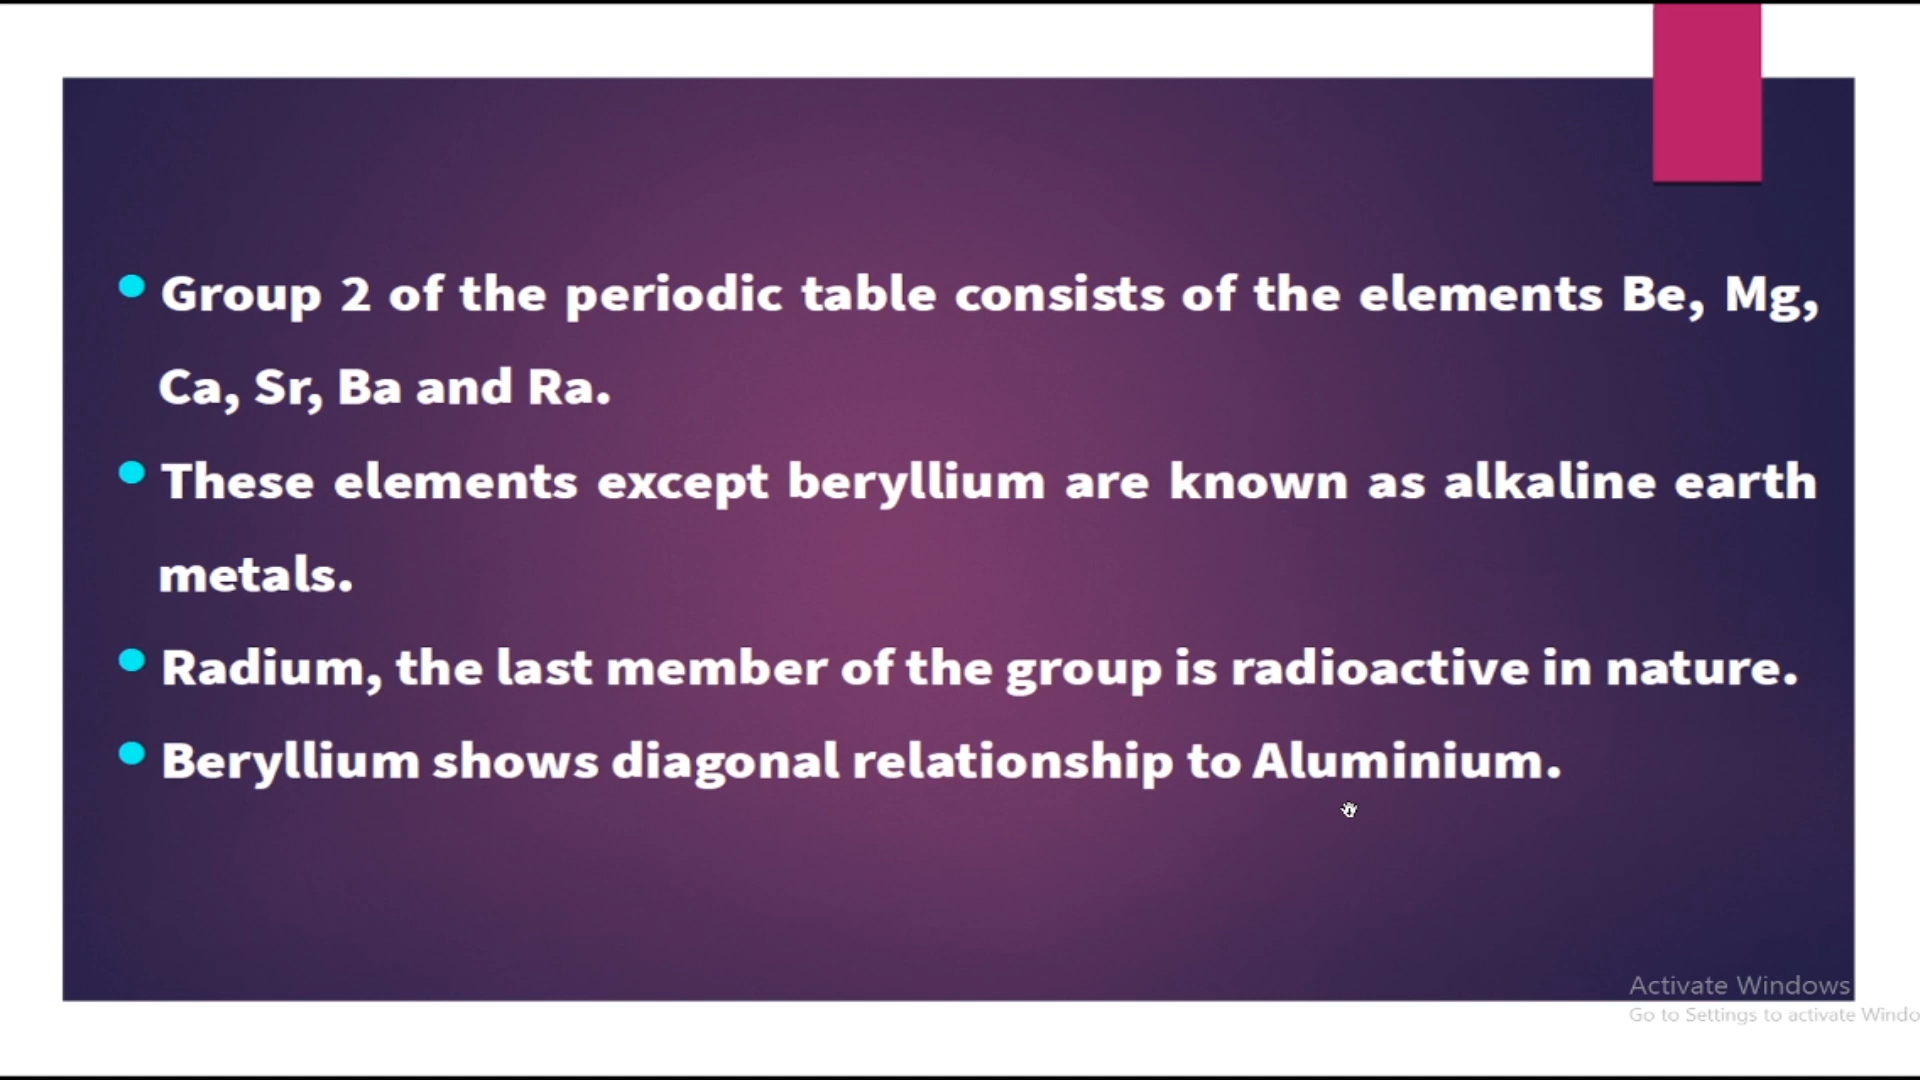 Group 2 of the periodic table consists of the elements Be, Mg,
Ca, Sr, Ba and Ra.
These elements except beryllium are known as alkaline earth
metals.
Radium, the last member of the group is radioactive in nature.
Beryllium shows diagonal relationship to Aluminium.
Activate Windows
Go to Settings to activate Windo